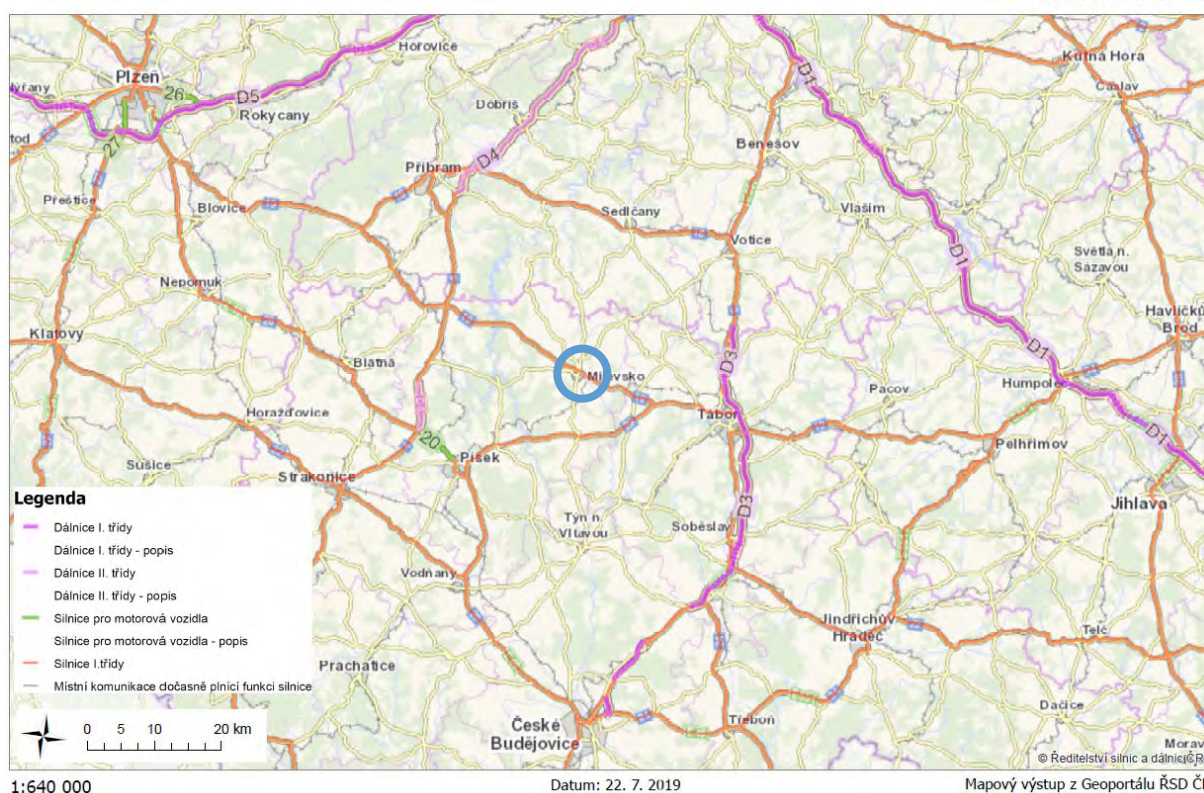 Hořovice
Plzeň
Kutná Hora
Čáslav
26
D5
Rokycany
D1
Dobříš
27
D4
Benešov
Příbram
Přeštice
Blovice
Sedlčany
Vlašim
Votice
Světlá n.
Sázavou
D1
Nepomuk
Havlíčků
Brod
Klatovy
Blatná
D3
D1
Milevsko
Humpolec
Pacov
Horažďovice
Tábor
20
D1
Sušice
Písek
Pelhřimov
Strakonice
D3
Jihlava
Týn n.
Vltavou
Soběslav
Vodňany
Jindřichův
Hradec
Telč
Prachatice
Dačice
České
Budějovice
Třeboň
Morav
Legenda
Dálnice I. třídy
Dálnice I. třídy - popis
Dálnice II. třídy
Dálnice II. třídy - popis
Silnice pro motorová vozidla
Silnice pro motorová vozidla - popis
Silnice I.třídy
Místní komunikace dočasně plnící funkci silnice
0 5 10 20 km
© Ředitelství silnic a dálnic ČR
1:640 000
Datum: 22. 7. 2019
Mapový výstup z Geoportálu ŘSD Č